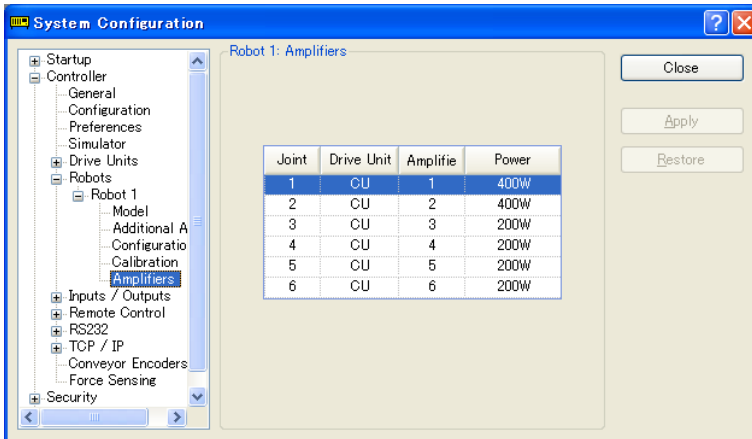 System Configuration
Startup
Controller
General
Configuration
Preferences
Simulator
Drive Units
Robots
Robot 1
Model
Additional A
Configuratio
Calibration
Amplifiers
Inputs / Outputs
Remote Control
RS232
TCP / IP
Conveyor Encoders
Force Sensing
Security
Robot 1: Amplifiers
Joint Drive Unit Amplifie Power
1 CU 1 400W
2 CU 2 400W
3 CU 3 200W
4 CU 4 200W
5 CU 5 200W
6 CU 6 200W
Close
Apply
Restore